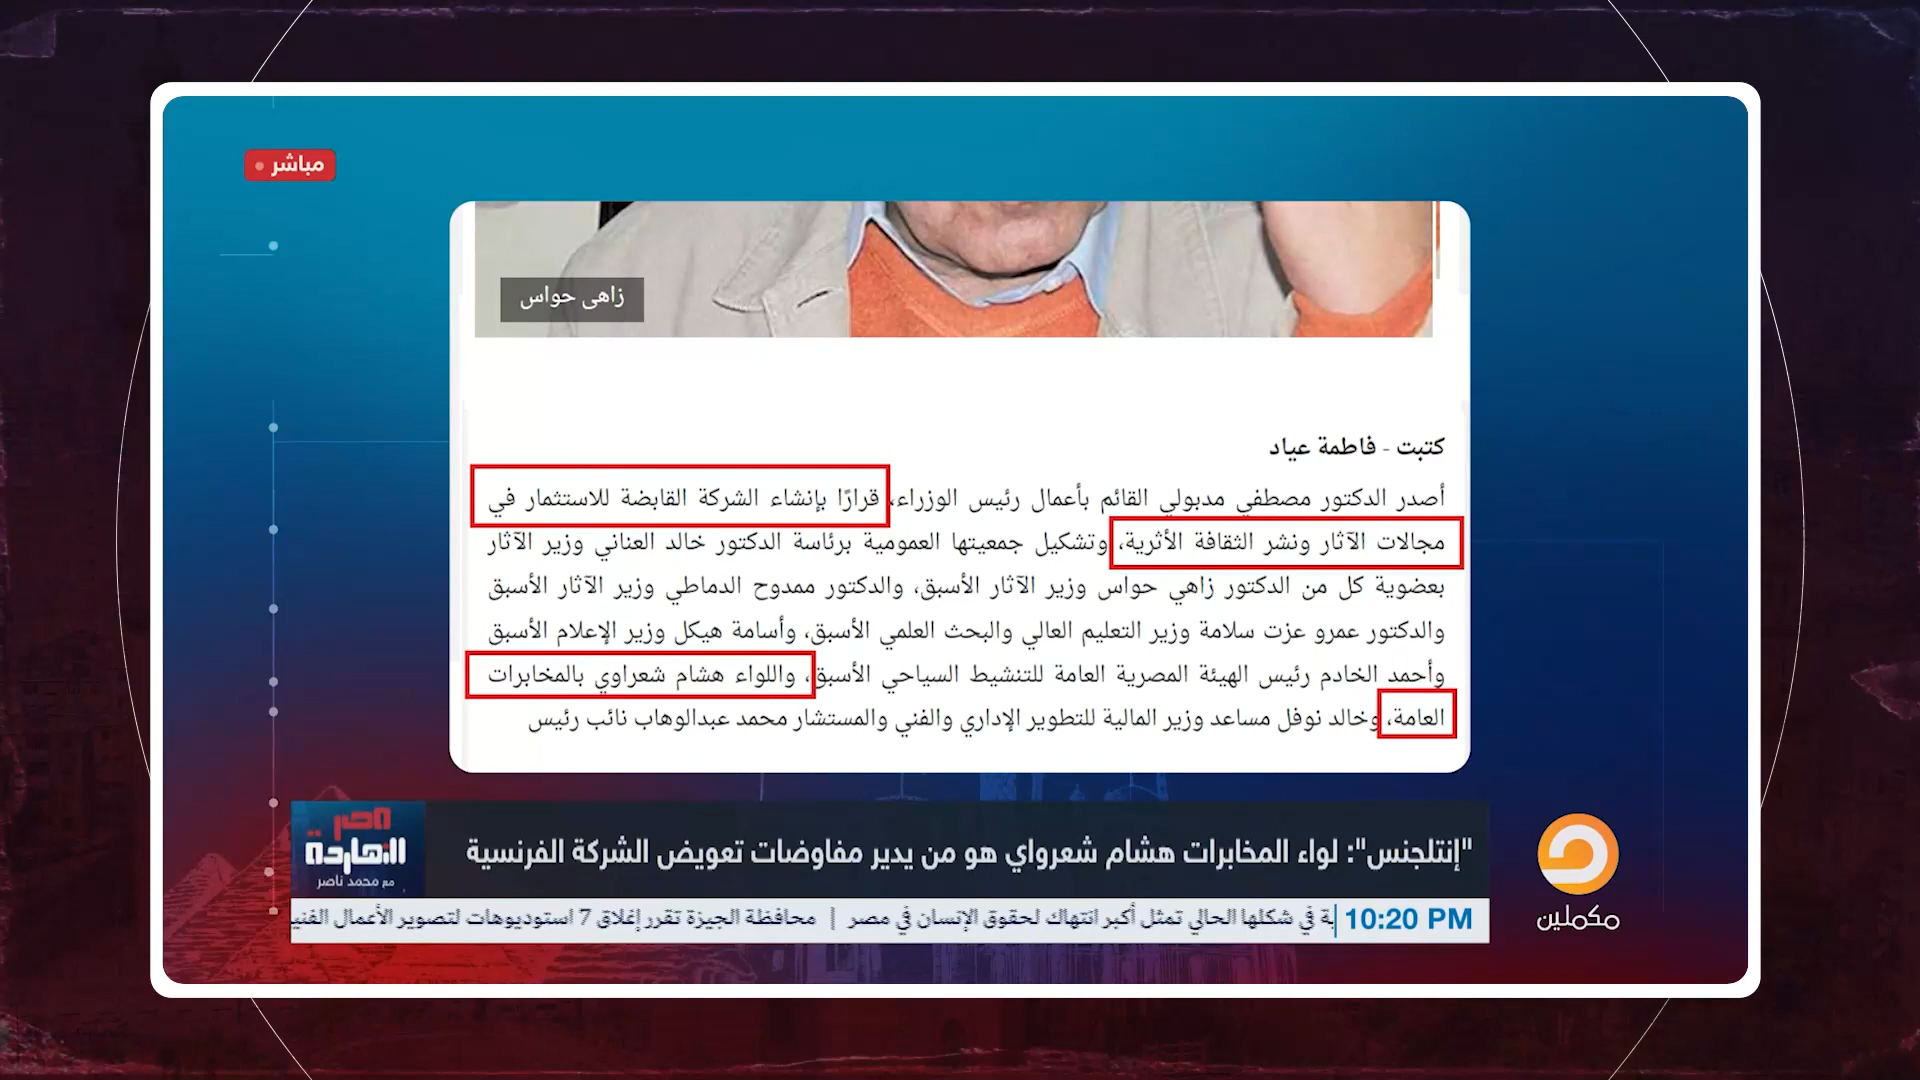 مباشر
زاهى حواس
كتبت - فاطمة عياد
أصدر الدكتور مصطفي مدبولي القائم بأعمال رئيس الوزراء، قرارًا بإنشاء الشركة القابضة للاستثمار في
مجالات الآثار ونشر الثقافة الأثرية، وتشكيل جمعيتها العمومية برئاسة الدكتور خالد العناني وزير الآثار
بعضوية كل من الدكتور زاهي حواس وزير الآثار الأسبق، والدكتور ممدوح الدماطي وزير الآثار الأسبق
والدكتور عمرو عزت سلامة وزير التعليم العالي والبحث العلمي الأسبق، وأسامة هيكل وزير الإعلام الأسبق
وأحمد الخادم رئيس الهيئة المصرية العامة للتنشيط السياحي الأسبق، واللواء هشام شعراوي بالمخابرات
العامة، وخالد نوفل مساعد وزير المالية للتطوير الإداري والفني والمستشار محمد عبدالوهاب نائب رئيس
"إنتلجنس": لواء المخابرات هشام شعرواي هو من يدير مفاوضات تعويض الشركة الفرنسية
مصر
النهاردة
مع محمد ناصر
10:20 PM
ية في شكلها الحالي تمثل أكبر انتهاك لحقوق الإنسان في مصر | محافظة الجيزة تقرر إغلاق 7 استوديوهات لتصوير الأعمال الفني
مكملين